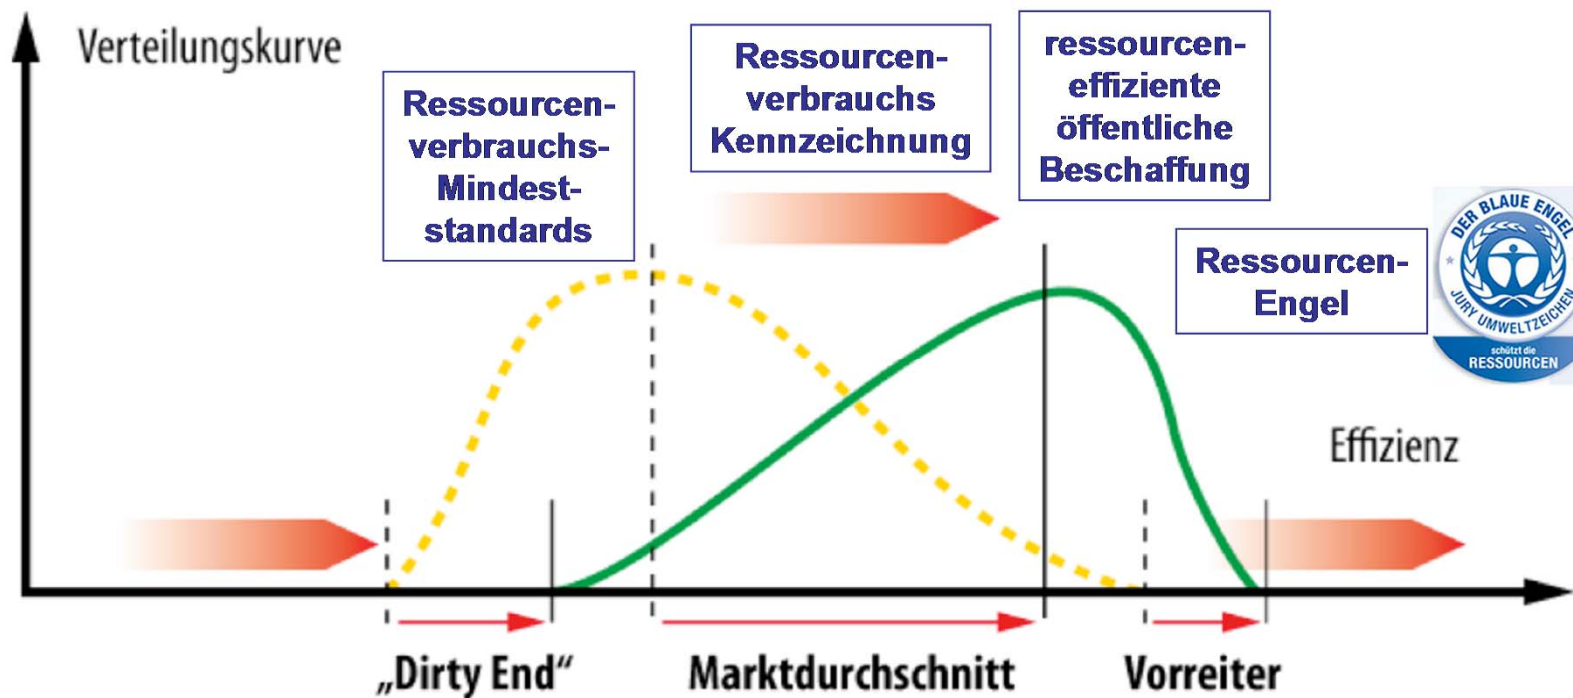 Verteilungskurve
Ressourcen-
verbrauchs-
Mindest-
standards
Ressourcen-
verbrauchs
Kennzeichnung
ressourcen-
effiziente
öffentliche
Beschaffung
Ressourcen-
Engel
DER BLAUE ENGEL
JURY UMWELTZEICHEN
schützt die
RESSOURCEN
Effizienz
„Dirty End“
Marktdurchschnitt
Vorreiter